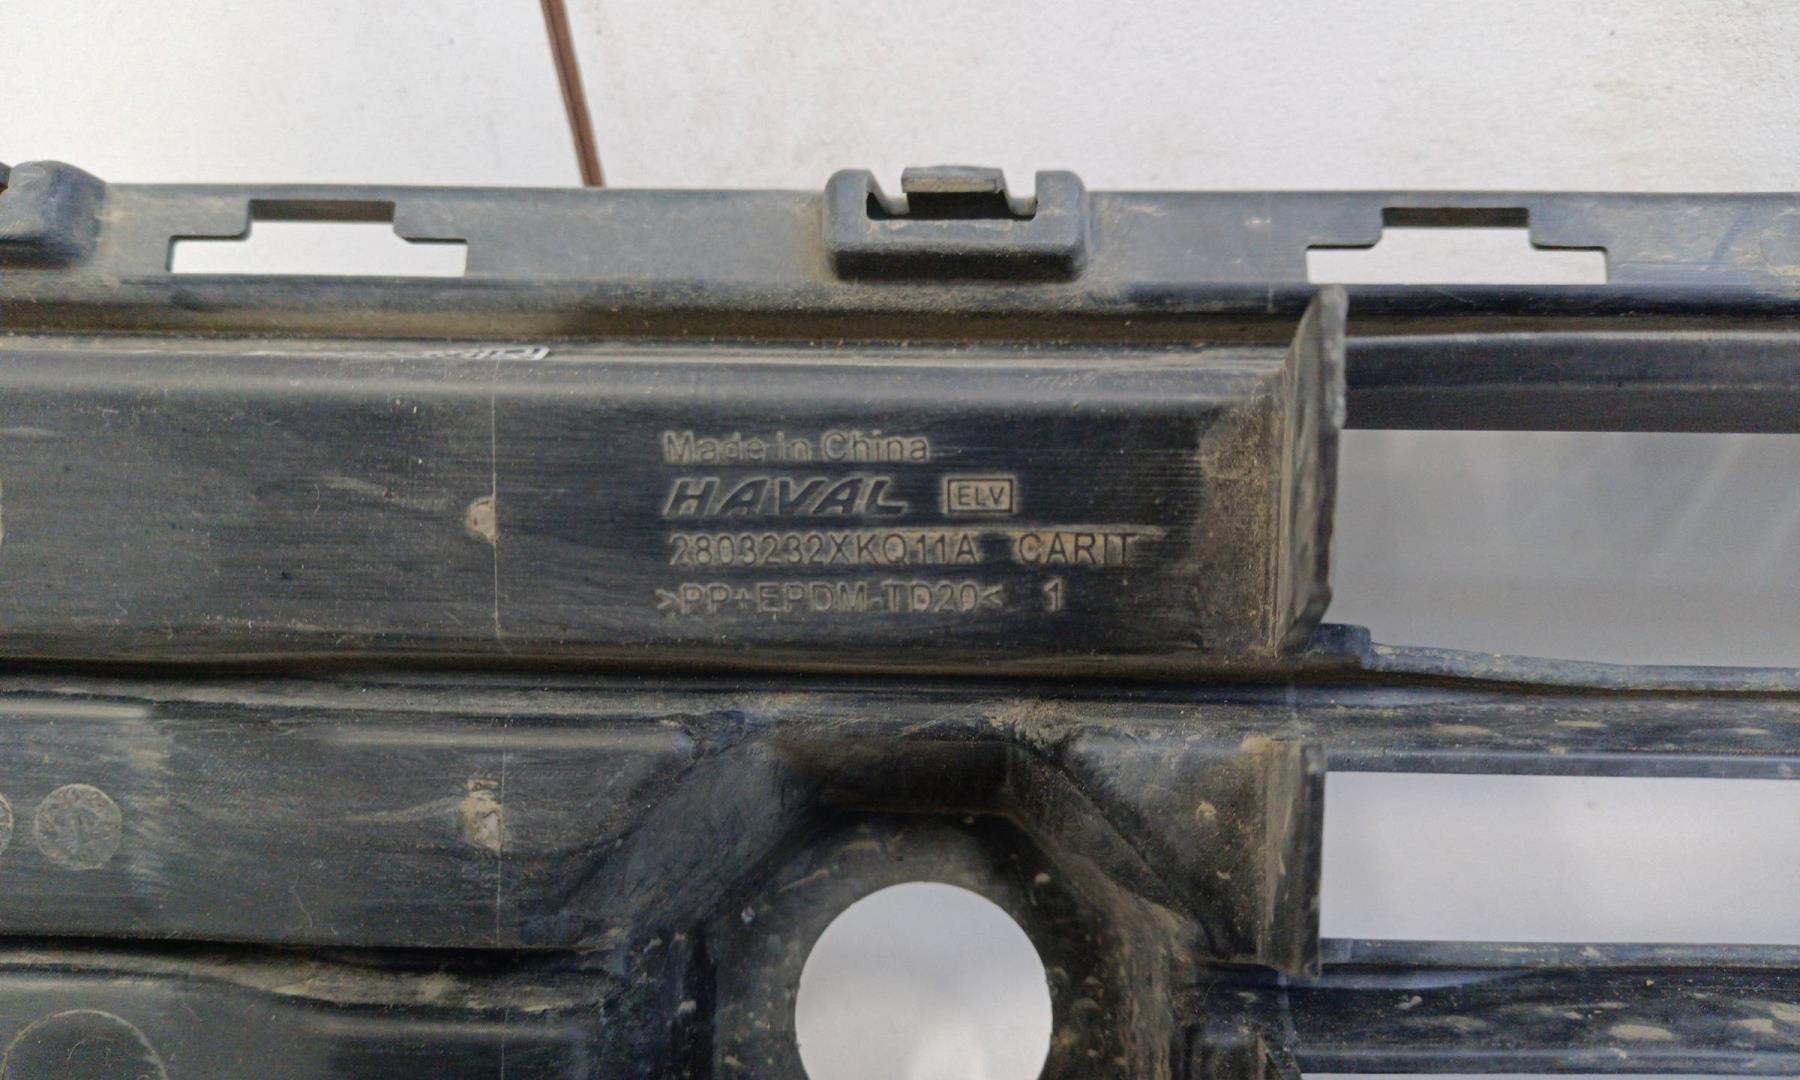 Made In China
HAVAL ELV
2803232XKQ11A CARIT
>PP+EPDM-TD20< 1